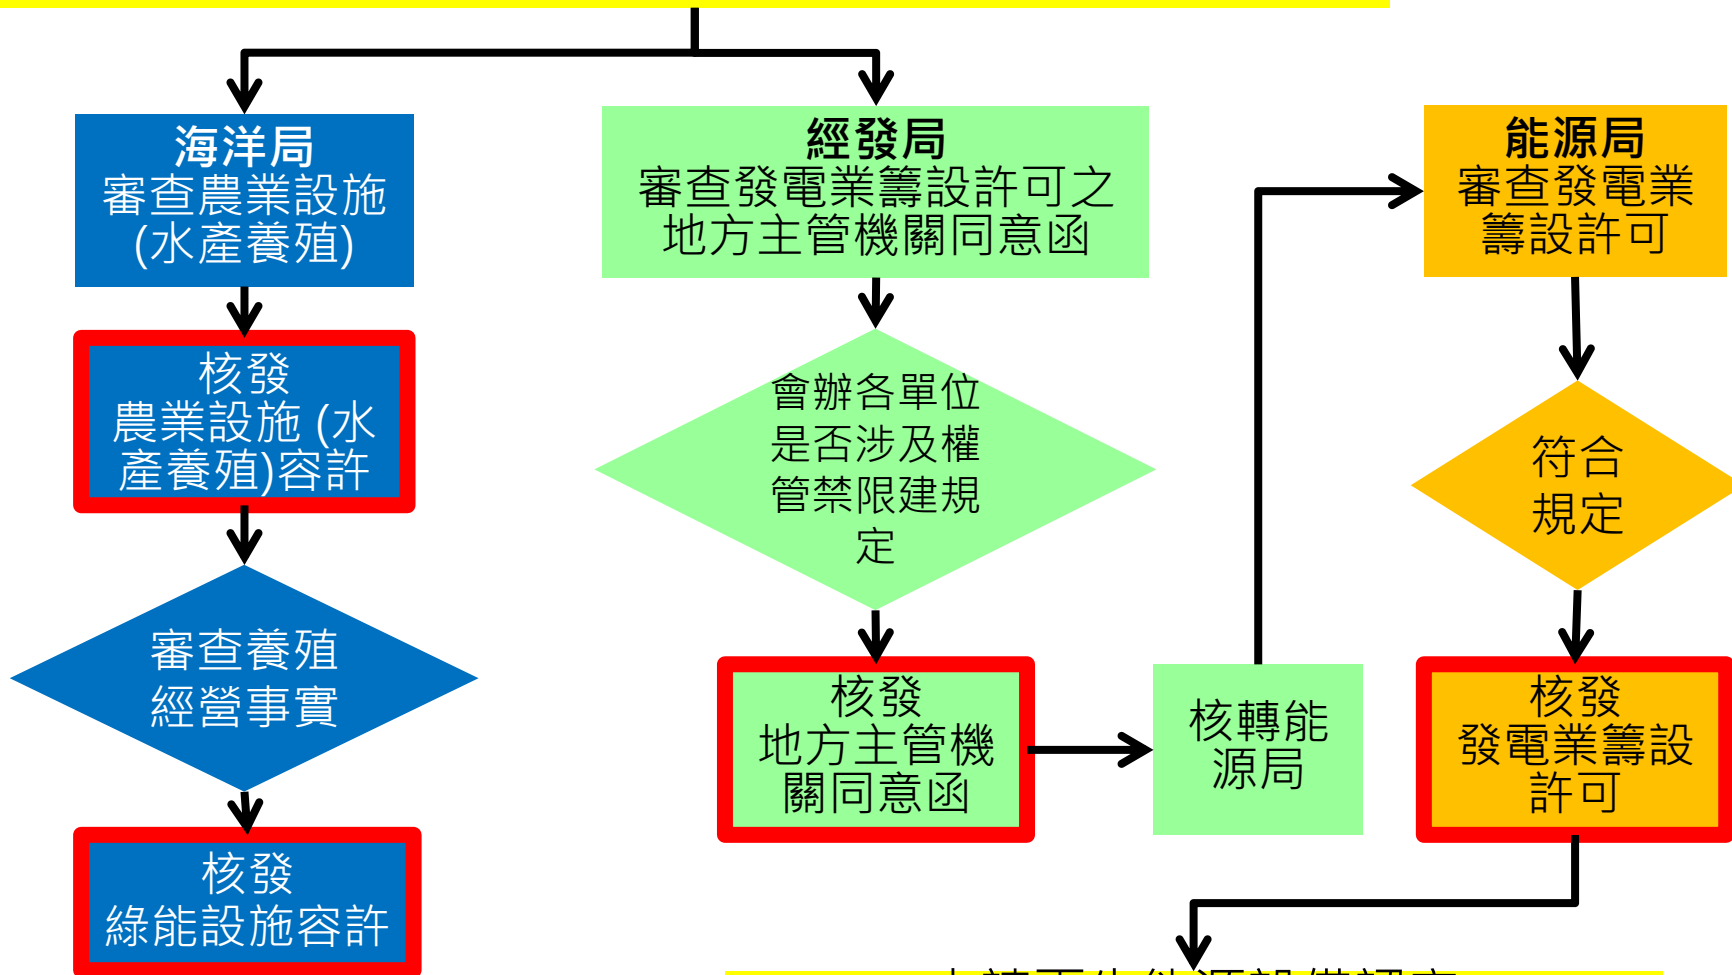 海洋局
審查農業設施
(水產養殖)
核發
農業設施 (水
產養殖)容許
審查養殖
經營事實
核發
綠能設施容許
經發局
審查發電業籌設許可之
地方主管機關同意函
會辦各單位
是否涉及權
管禁限建規
定
核發
地方主管機
關同意函
核轉能
源局
能源局
審查發電業
籌設許可
符合
規定
核發
發電業籌設
許可